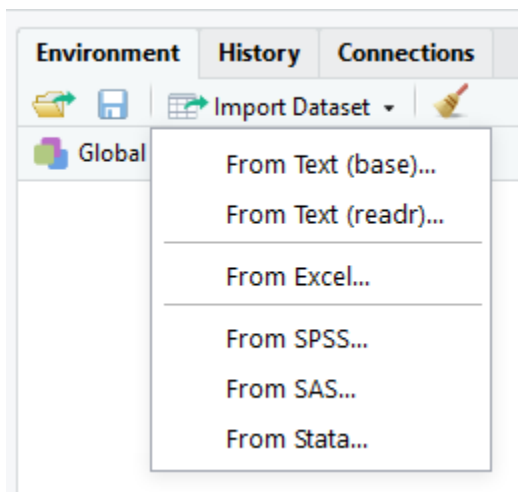 Environment History Connections
Import Dataset
Global
From Text (base)...
From Text (readr)...
From Excel...
From SPSS...
From SAS...
From Stata...